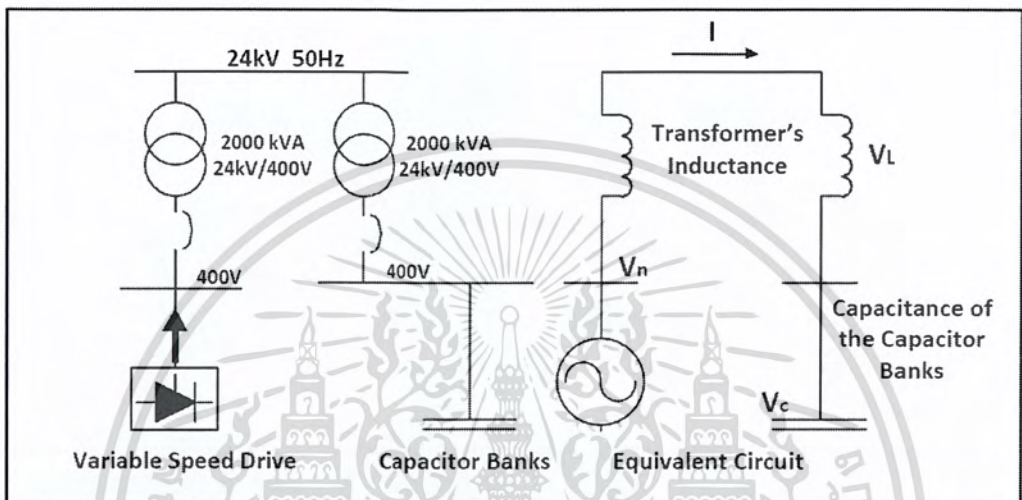 24kV 50Hz
2000 kVA
24kV/400V
2000 kVA
24kV/400V
400V
400V
Variable Speed Drive
Capacitor Banks
I
Transformer's
Inductance
VL
Vn
Capacitance of
the Capacitor
Banks
Vc
Equivalent Circuit